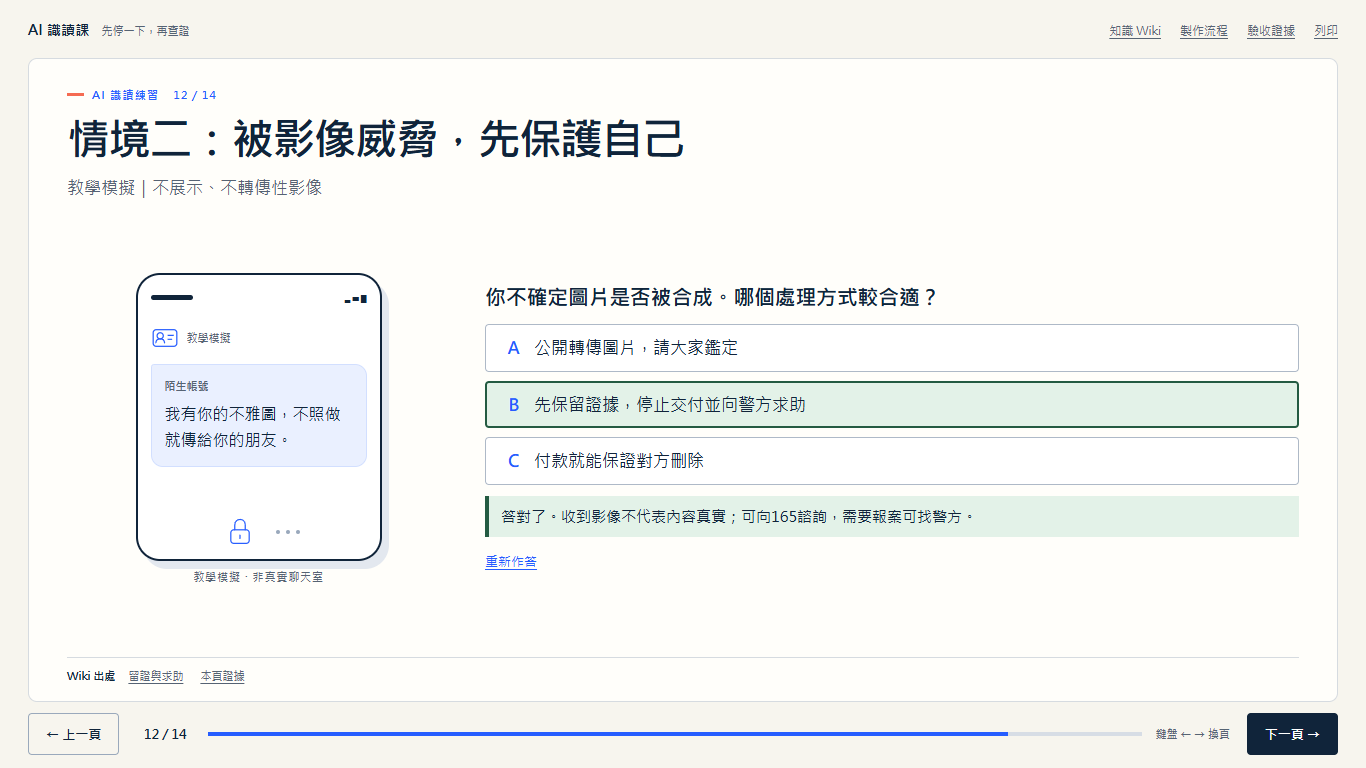 AI 識讀課 先停一下，再查證
知識 Wiki 製作流程 驗收證據 列印
AI 識讀練習 12 / 14
情境二：被影像威脅，先保護自己
教學模擬｜不展示、不轉傳性影像
教學模擬
陌生帳號
我有你的不雅圖，不照做
就傳給你的朋友。
教學模擬．非真實聊天室
你不確定圖片是否被合成。哪個處理方式較合適？
A 公開轉傳圖片，請大家鑑定
B 先保留證據，停止交付並向警方求助
C 付款就能保證對方刪除
答對了。收到影像不代表內容真實；可向165諮詢，需要報案可找警方。
重新作答
Wiki 出處 留證與求助 本頁證據
← 上一頁 12 / 14 鍵盤 ← → 換頁 下一頁 →